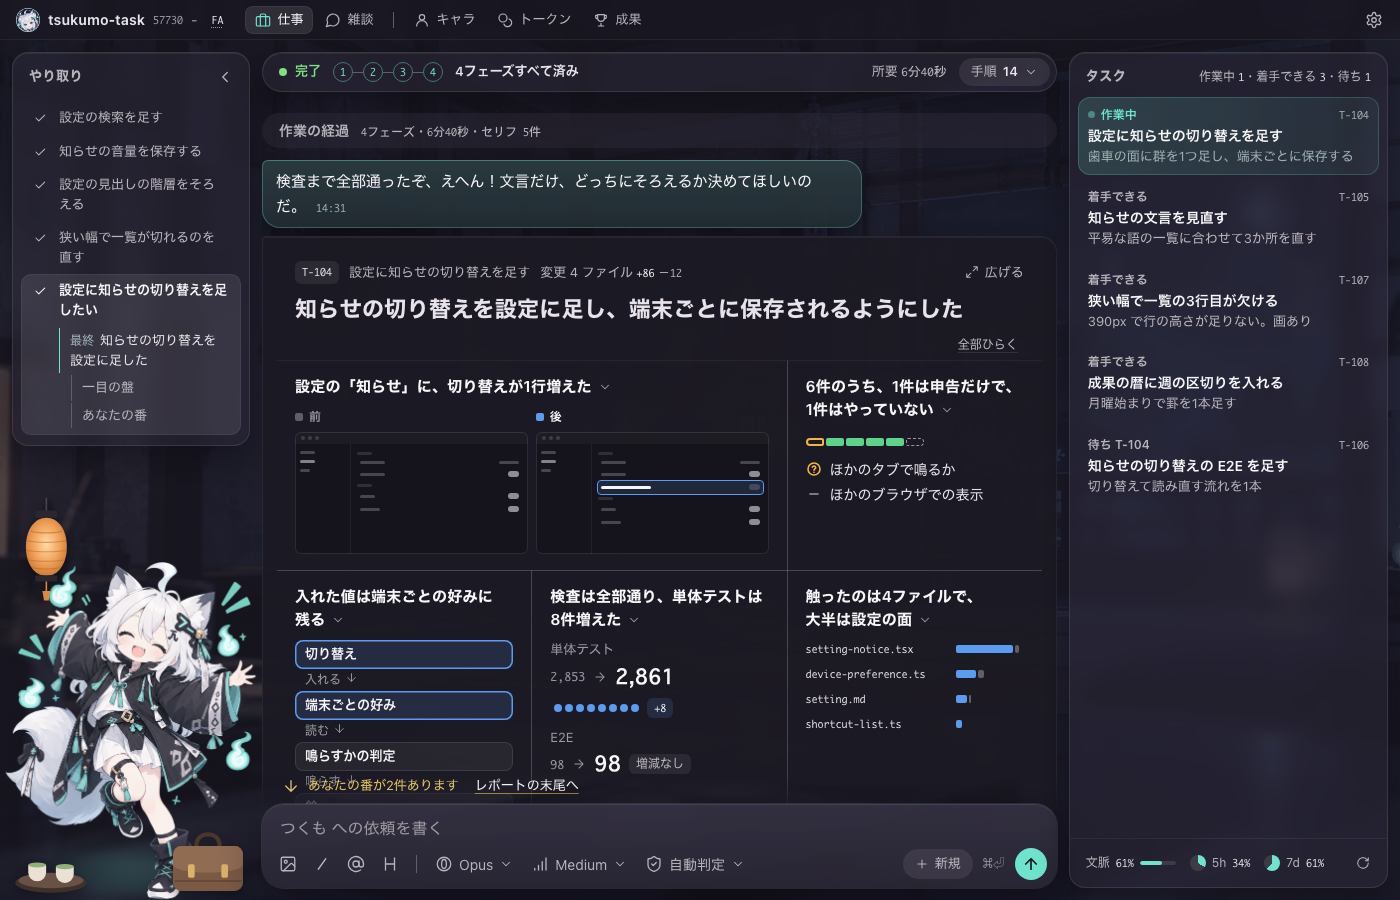 tsukumo-task 57730 - FA 仕事 雑談 キャラ トークン 成果
やり取り
設定の検索を足す
知らせの音量を保存する
設定の見出しの階層をそろ
える
狭い幅で一覧が切れるのを
直す
設定に知らせの切り替えを足
したい
最終 知らせの切り替えを
設定に足した
一目の盤
あなたの番
完了 1 2 3 4 4フェーズすべて済み 所要 6分40秒 手順 14
作業の経過 4フェーズ・6分40秒・セリフ 5件
検査まで全部通ったぞ、えへん！文言だけ、どっちにそろえるか決めてほしいの
だ。 14:31
T-104 設定に知らせの切り替えを足す 変更 4 ファイル +86 −12 広げる
知らせの切り替えを設定に足し、端末ごとに保存されるようにした
全部ひらく
設定の「知らせ」に、切り替えが1行増えた
前 後
6件のうち、1件は申告だけで、
1件はやっていない
ほかのタブで鳴るか
ほかのブラウザでの表示
入れた値は端末ごとの好みに
残る
切り替え
入れる ↓
端末ごとの好み
読む ↓
鳴らすかの判定
鳴らす ↓
検査は全部通り、単体テストは
8件増えた
単体テスト
2,853 → 2,861
+8
E2E
98 → 98 増減なし
触ったのは4ファイルで、
大半は設定の面
setting-notice.tsx
device-preference.ts
setting.md
shortcut-list.ts
↓ あなたの番が2件あります レポートの末尾へ
つくも への依頼を書く
/ @ H Opus Medium 自動判定 + 新規 ⌘⏎
タスク 作業中 1・着手できる 3・待ち 1
作業中 T-104
設定に知らせの切り替えを足す
歯車の面に群を1つ足し、端末ごとに保存する
着手できる T-105
知らせの文言を見直す
平易な語の一覧に合わせて3か所を直す
着手できる T-107
狭い幅で一覧の3行目が欠ける
390px で行の高さが足りない。画あり
着手できる T-108
成果の暦に週の区切りを入れる
月曜始まりで罫を1本足す
待ち T-104 T-106
知らせの切り替えの E2E を足す
切り替えて読み直す流れを1本
文脈 61% 5h 34% 7d 61%